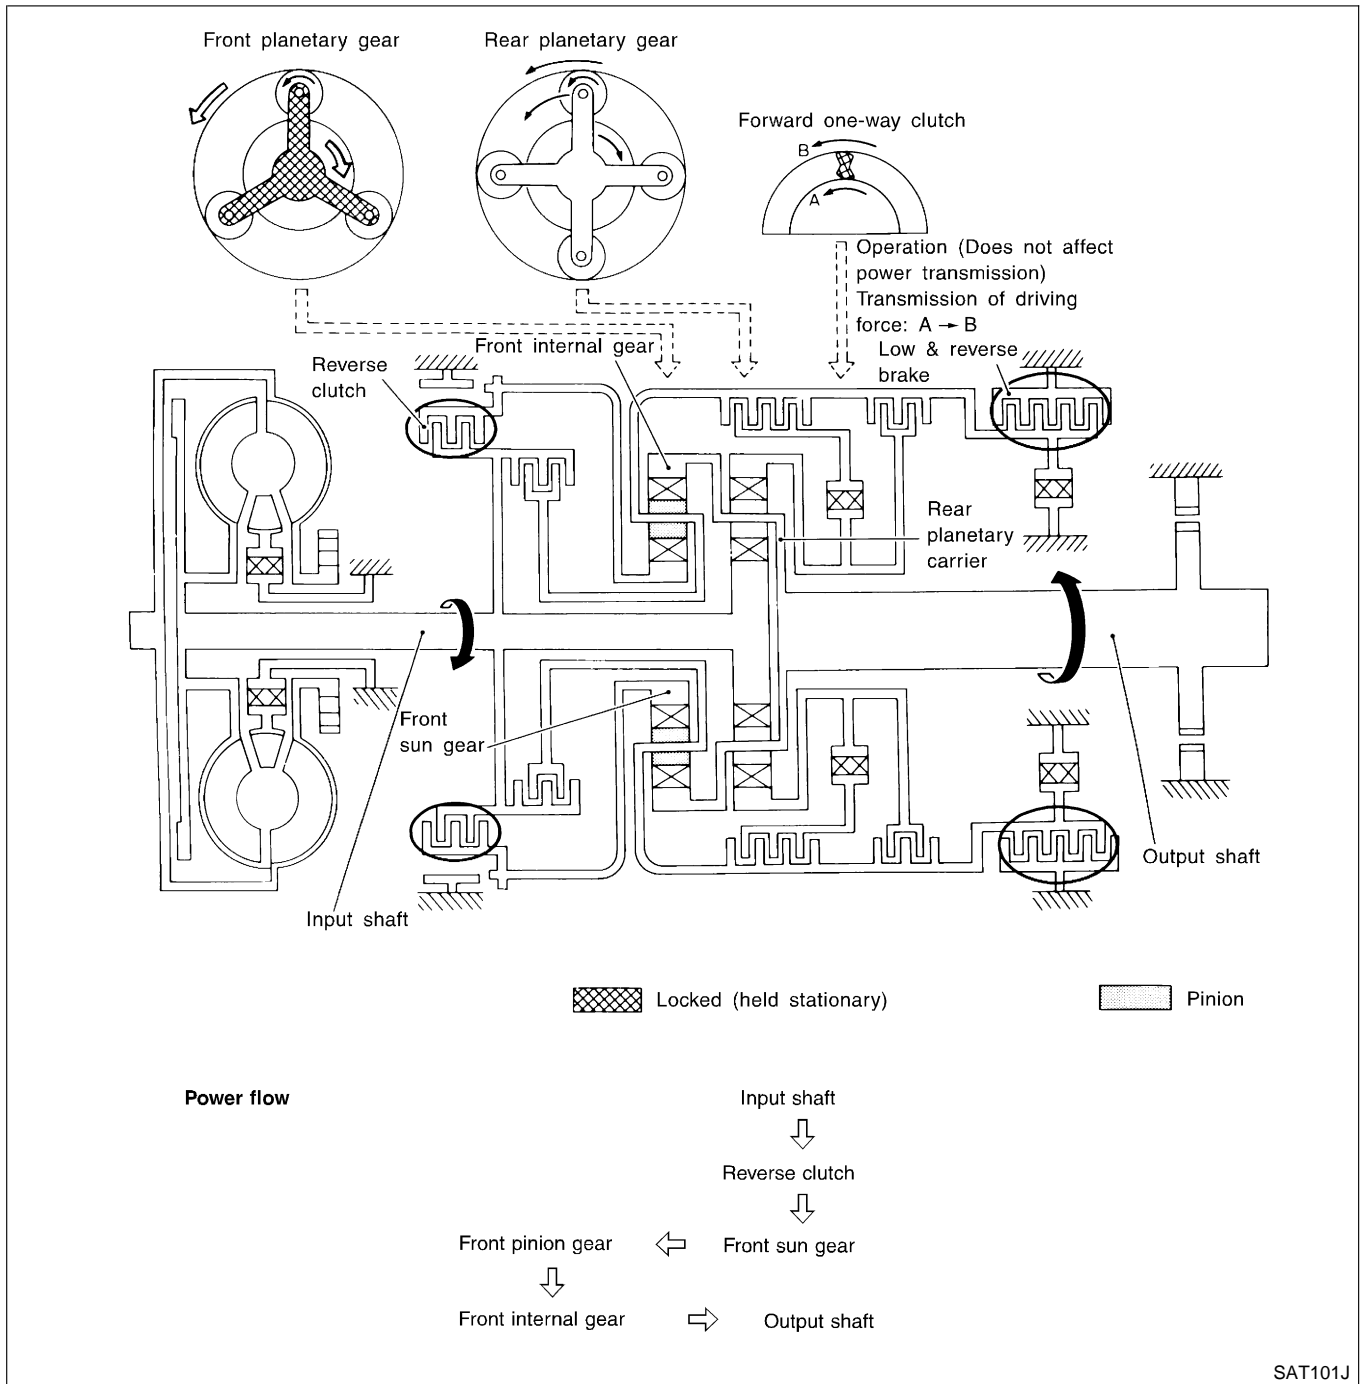 Front planetary gear
Rear planetary gear
Forward one-way clutch
B
A
Operation (Does not affect
power transmission)
Transmission of driving
force: A → B
Front internal gear
Low & reverse
brake
Reverse
clutch
Rear
planetary
carrier
Front
sun gear
Output shaft
Input shaft
Locked (held stationary)
Pinion
Power flow
Input shaft
Reverse clutch
Front pinion gear
Front sun gear
Front internal gear
Output shaft
SAT101J